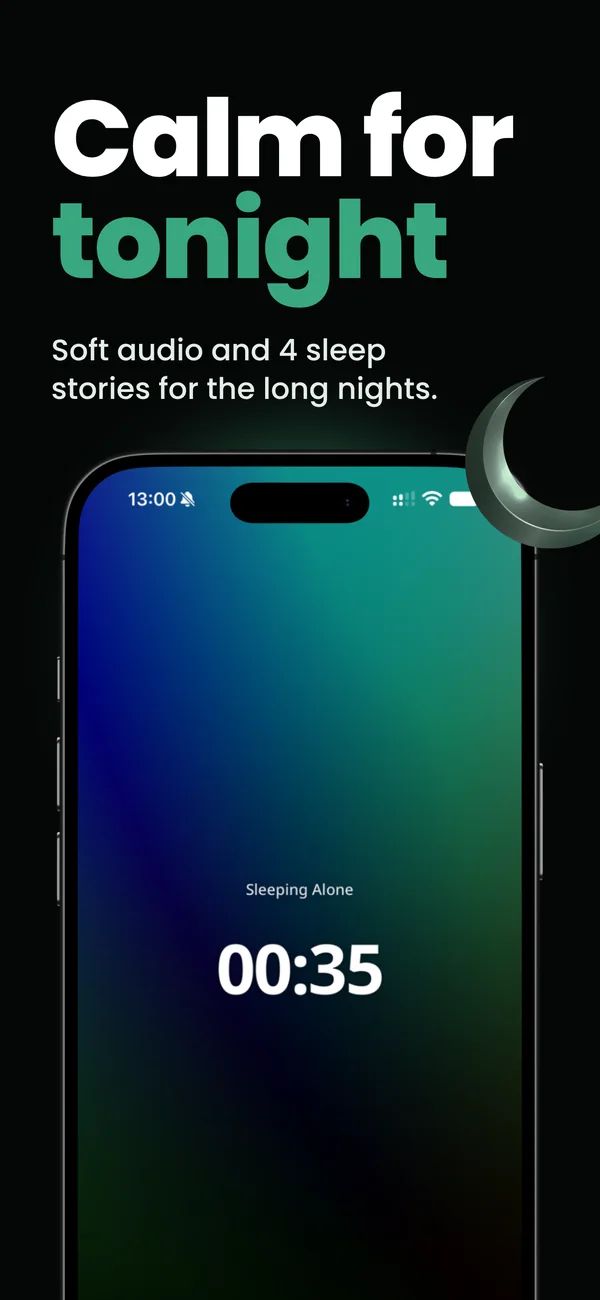 Calm for
tonight
Soft audio and 4 sleep
stories for the long nights.
13:00
Sleeping Alone
00:35